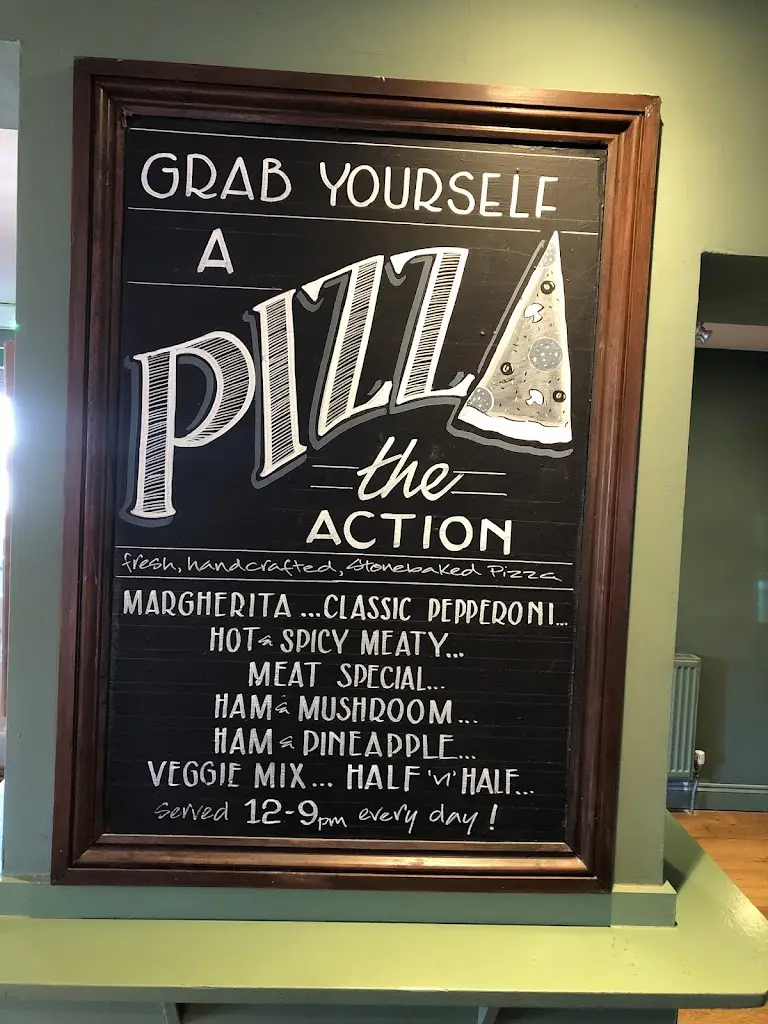 GRAB YOURSELF
A
PIZZA
the
ACTION
fresh, handcrafted, Stonebaked Pizza
MARGHERITA ...CLASSIC PEPPERONI...
HOT & SPICY MEATY...
MEAT SPECIAL...
HAM & MUSHROOM...
HAM & PINEAPPLE...
VEGGIE MIX... HALF 'n' HALF...
Served 12-9pm every day!